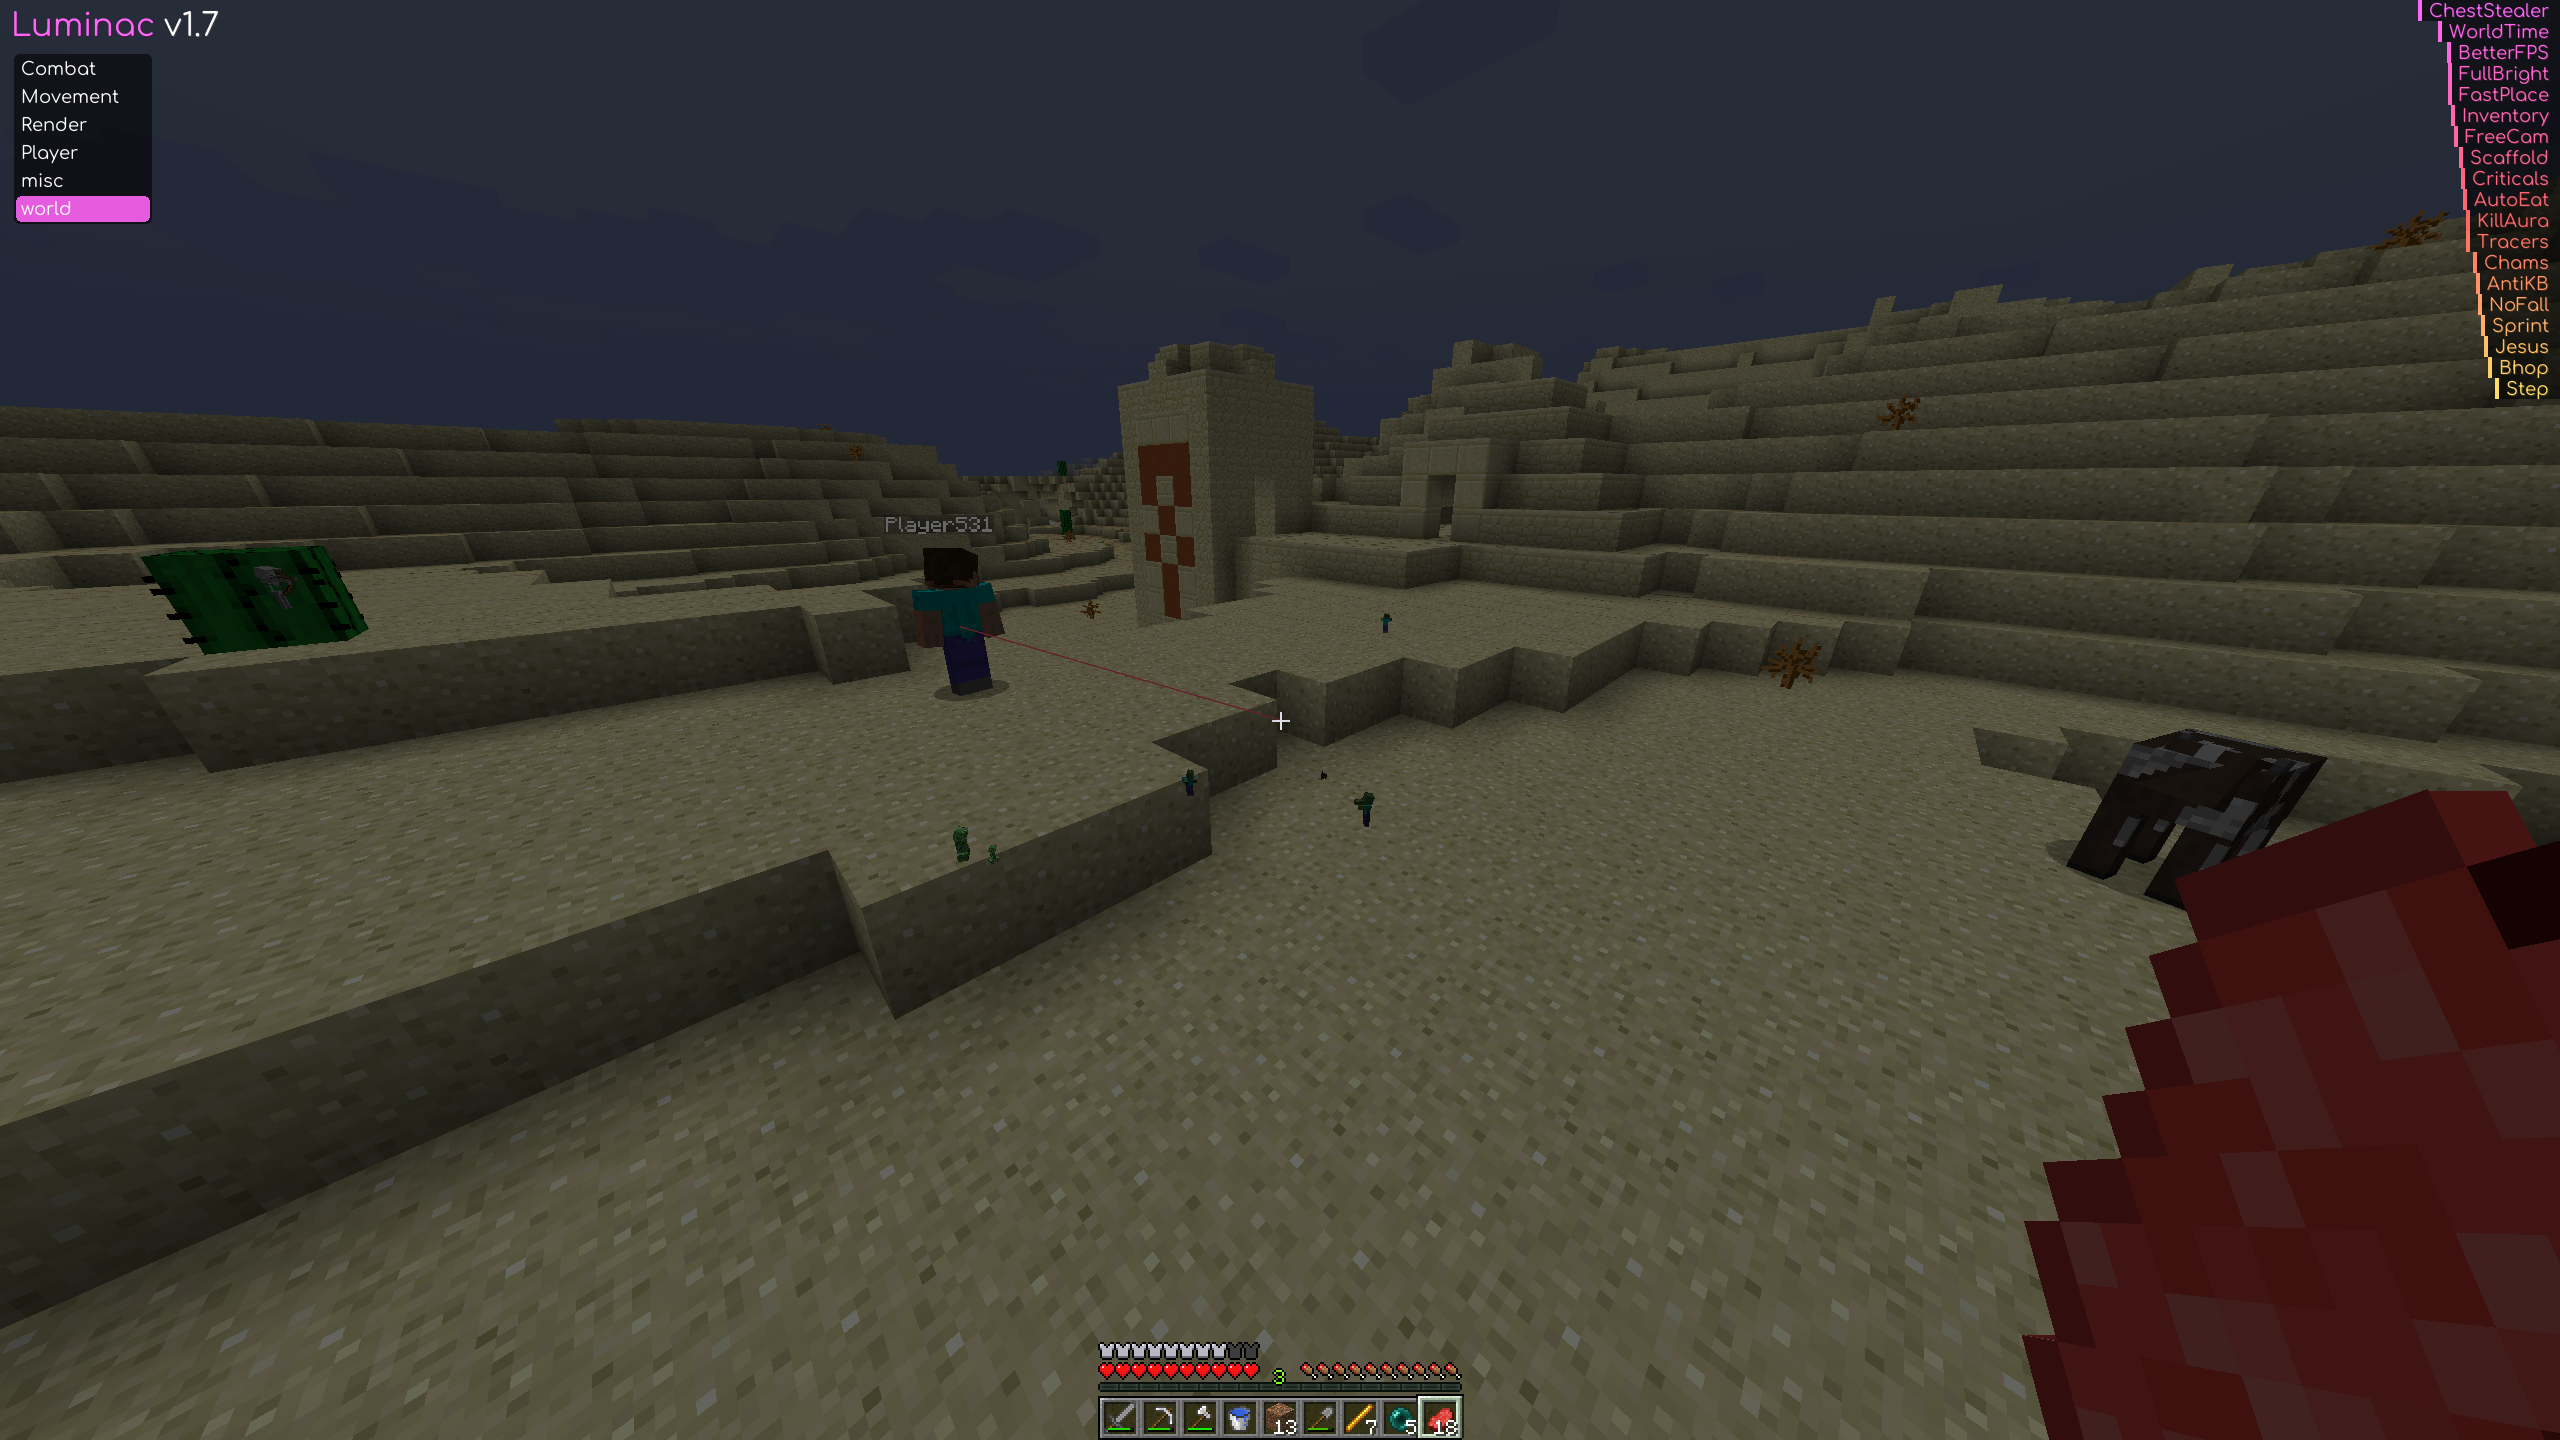 Luminac v1.7
Combat
Movement
Render
Player
misc
world
ChestStealer
WorldTime
BetterFPS
FullBright
FastPlace
Inventory
FreeCam
Scaffold
Criticals
AutoEat
KillAura
Tracers
Chams
AntiKB
NoFall
Sprint
Jesus
Bhop
Step
Player531
3
13 7 5 18